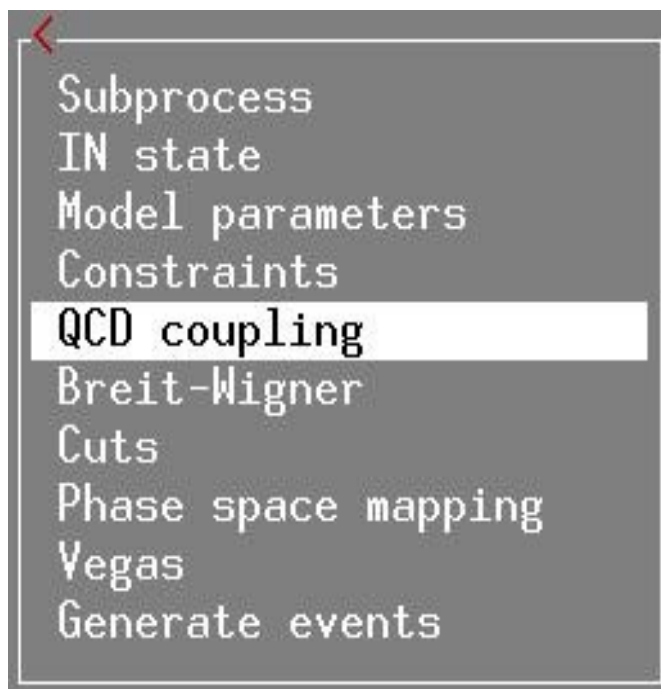 <
Subprocess
IN state
Model parameters
Constraints
QCD coupling
Breit-Wigner
Cuts
Phase space mapping
Vegas
Generate events